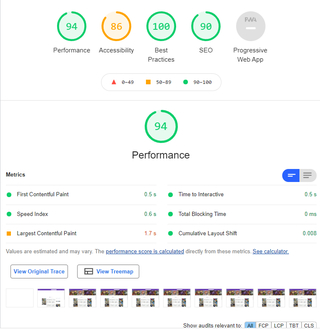 94 86 100 90
Performance Accessibility Best Practices SEO Progressive Web App
0-49 50-89 90-100
94
Performance
Metrics
First Contentful Paint 0.5 s Time to Interactive 0.5 s
Speed Index 0.6 s Total Blocking Time 0 ms
Largest Contentful Paint 1.7 s Cumulative Layout Shift 0.008
Values are estimated and may vary. The performance score is calculated directly from these metrics. See calculator.
View Original Trace View Treemap
Show audits relevant to: All FCP LCP TBT CLS